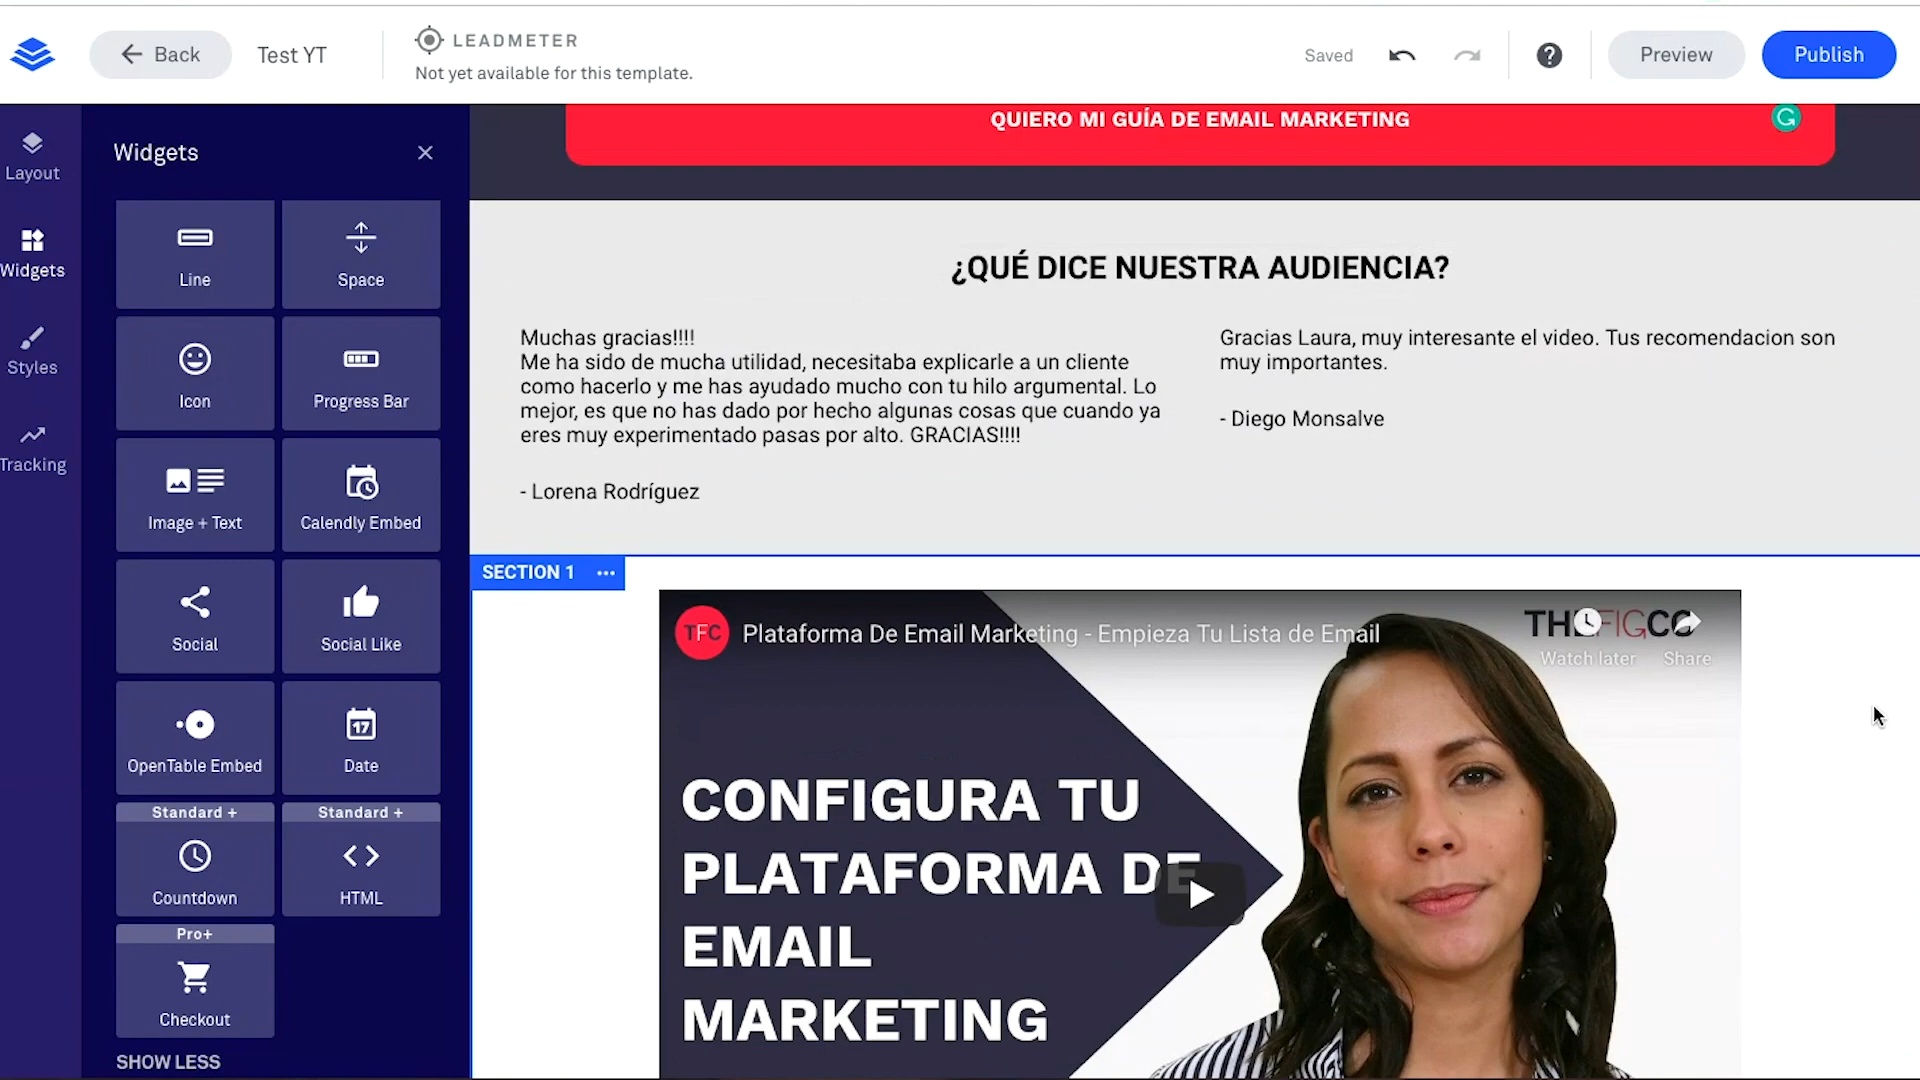 Back
Test YT
LEADMETER
Not yet available for this template.
Saved
Preview
Publish
Layout
Widgets
Styles
Tracking
Widgets
Line
Space
Icon
Progress Bar
Image + Text
Calendly Embed
Social
Social Like
OpenTable Embed
17
Date
Standard +
Countdown
Standard +
HTML
Pro+
Checkout
SHOW LESS
QUIERO MI GUÍA DE EMAIL MARKETING
¿QUÉ DICE NUESTRA AUDIENCIA?
Muchas gracias!!!!
Me ha sido de mucha utilidad, necesitaba explicarle a un cliente
como hacerlo y me has ayudado mucho con tu hilo argumental. Lo
mejor, es que no has dado por hecho algunas cosas que cuando ya
eres muy experimentado pasas por alto. GRACIAS!!!!
- Lorena Rodríguez
Gracias Laura, muy interesante el video. Tus recomendacion son
muy importantes.
- Diego Monsalve
SECTION 1
TFC
Plataforma De Email Marketing - Empieza Tu Lista de Email
THEFIGCO
Watch later
Share
CONFIGURA TU
PLATAFORMA DE
EMAIL
MARKETING